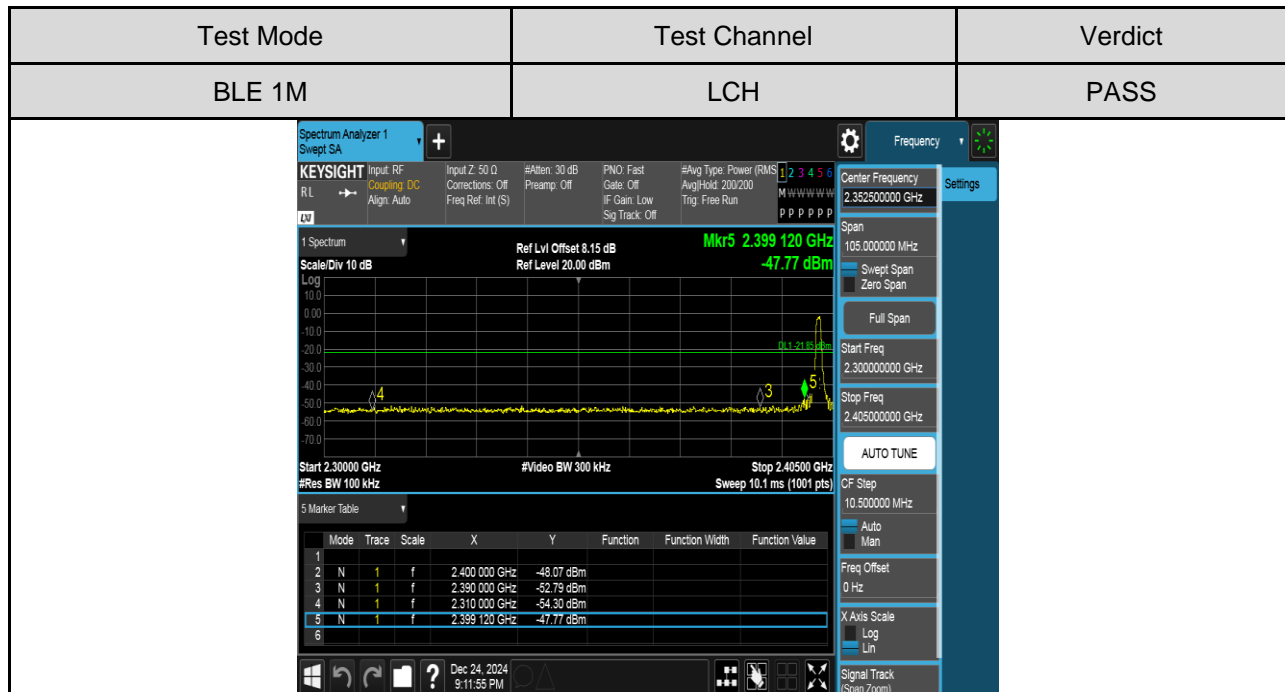 Test Mode Test Channel Verdict
BLE 1M LCH PASS
Spectrum Analyzer 1
Swept SA
+
Frequency
Settings
KEYSIGHT Input: RF Input Z: 50 Ω #Atten: 30 dB PNO: Fast #Avg Type: Power (RMS 1 2 3 4 5 6
RL Coupling: DC Corrections: Off Preamp: Off Gate: Off Avg|Hold: 200/200 M W W W W W
Align: Auto Freq Ref: Int (S) IF Gain: Low Trig: Free Run
LXI Sig Track: Off P P P P P P
1 Spectrum
Scale/Div 10 dB
Ref Lvl Offset 8.15 dB
Ref Level 20.00 dBm
Mkr5 2.399 120 GHz
-47.77 dBm
Log
10.0
0.00
-10.0
-20.0
-30.0
-40.0
-50.0
-60.0
-70.0
DL1 -21.85 dBm
4
3
5
Start 2.30000 GHz #Video BW 300 kHz Stop 2.40500 GHz
#Res BW 100 kHz Sweep 10.1 ms (1001 pts)
5 Marker Table
Mode Trace Scale X Y Function Function Width Function Value
1
2 N 1 f 2.400 000 GHz -48.07 dBm
3 N 1 f 2.390 000 GHz -52.79 dBm
4 N 1 f 2.310 000 GHz -54.30 dBm
5 N 1 f 2.399 120 GHz -47.77 dBm
6
?
Dec 24, 2024
9:11:55 PM
Center Frequency
2.352500000 GHz
Span
105.000000 MHz
Swept Span
Zero Span
Full Span
Start Freq
2.300000000 GHz
Stop Freq
2.405000000 GHz
AUTO TUNE
CF Step
10.500000 MHz
Auto
Man
Freq Offset
0 Hz
X Axis Scale
Log
Lin
Signal Track
(Span Zoom)